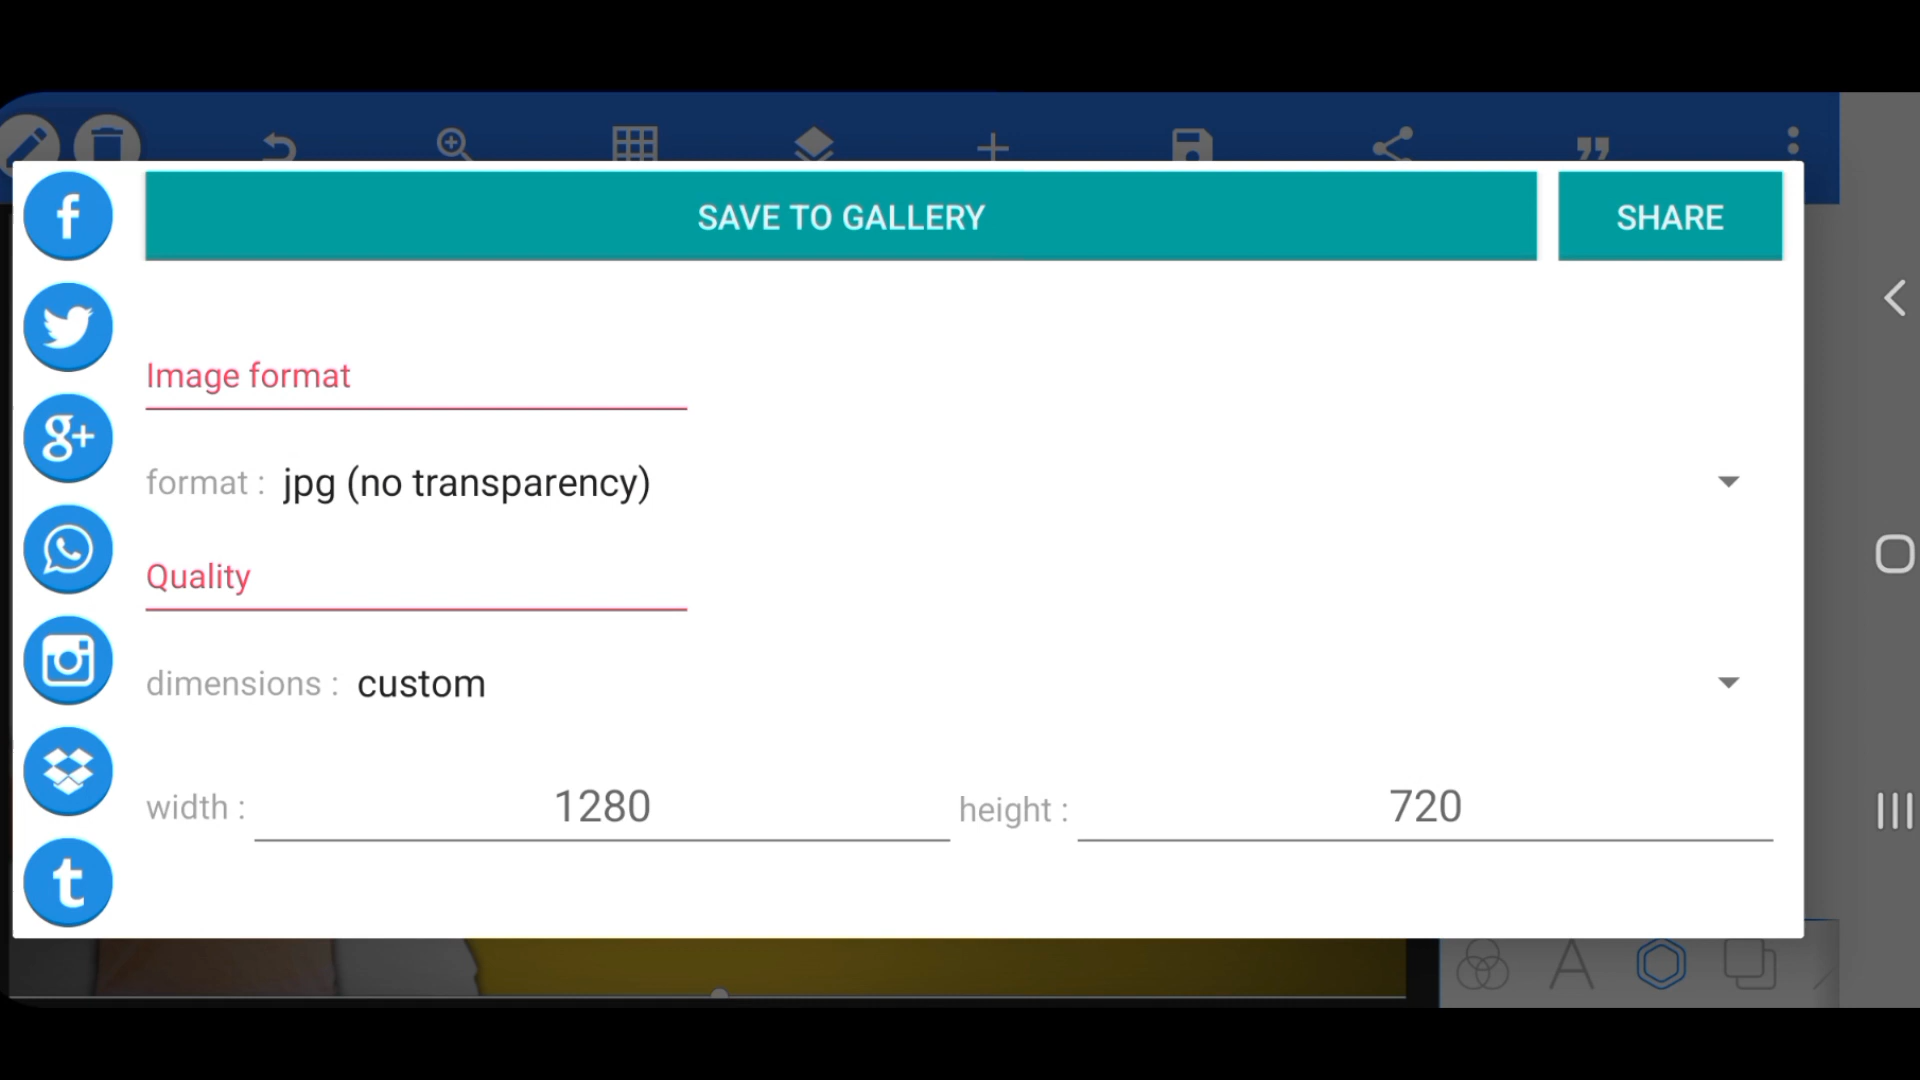 SAVE TO GALLERY
SHARE
Image format
format : jpg (no transparency)
Quality
dimensions : custom
width : 1280 height : 720